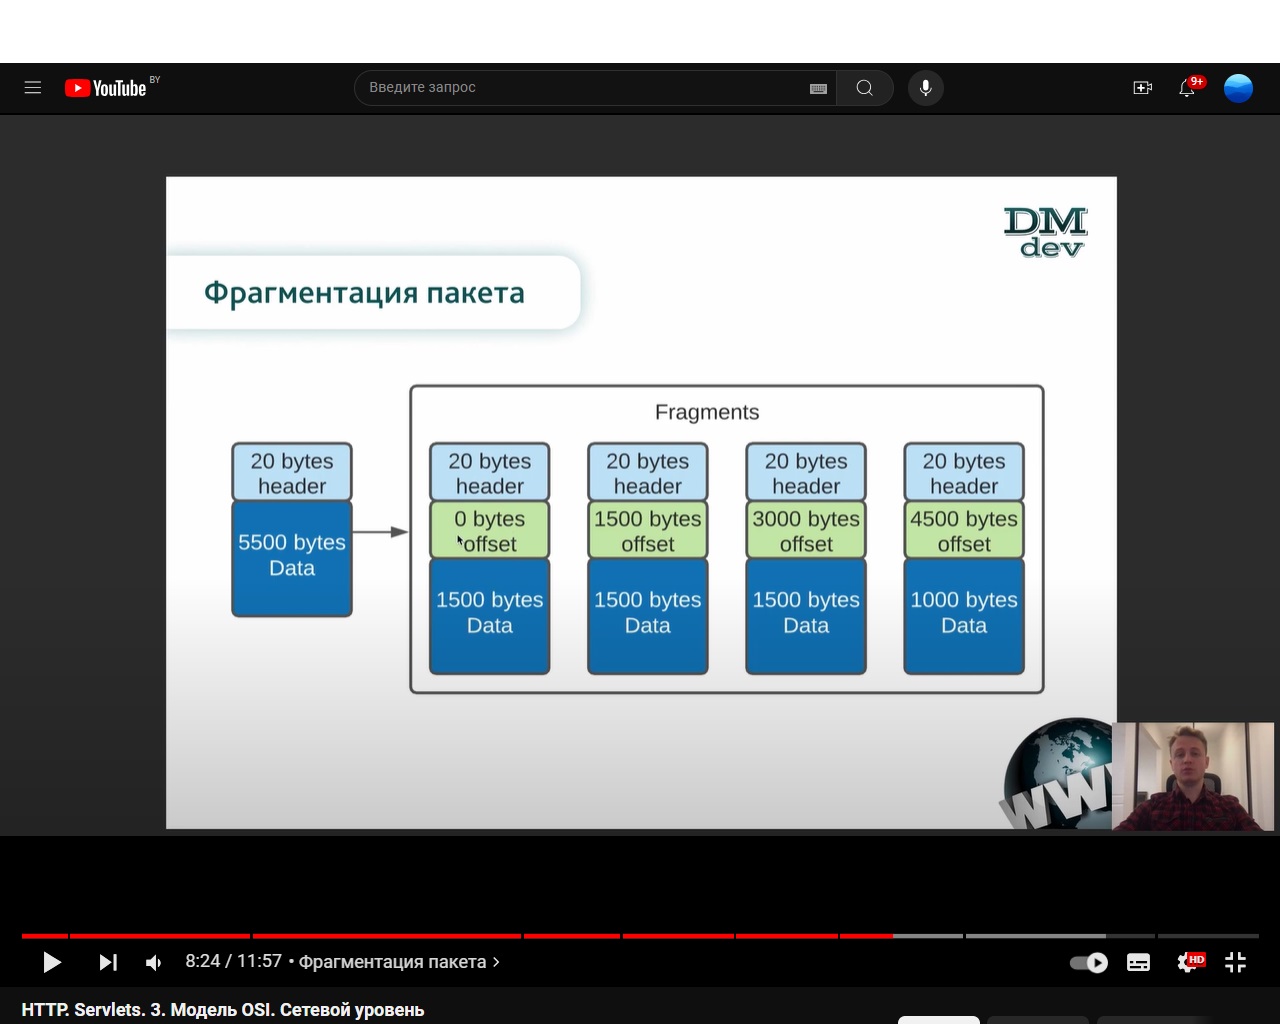 YouTube BY
Введите запрос
9+
DM
dev
Фрагментация пакета
Fragments
20 bytes
header
5500 bytes
Data
20 bytes
header
0 bytes
offset
1500 bytes
Data
20 bytes
header
1500 bytes
offset
1500 bytes
Data
20 bytes
header
3000 bytes
offset
1500 bytes
Data
20 bytes
header
4500 bytes
offset
1000 bytes
Data
8:24 / 11:57 • Фрагментация пакета
HD
HTTP. Servlets. 3. Модель OSI. Сетевой уровень